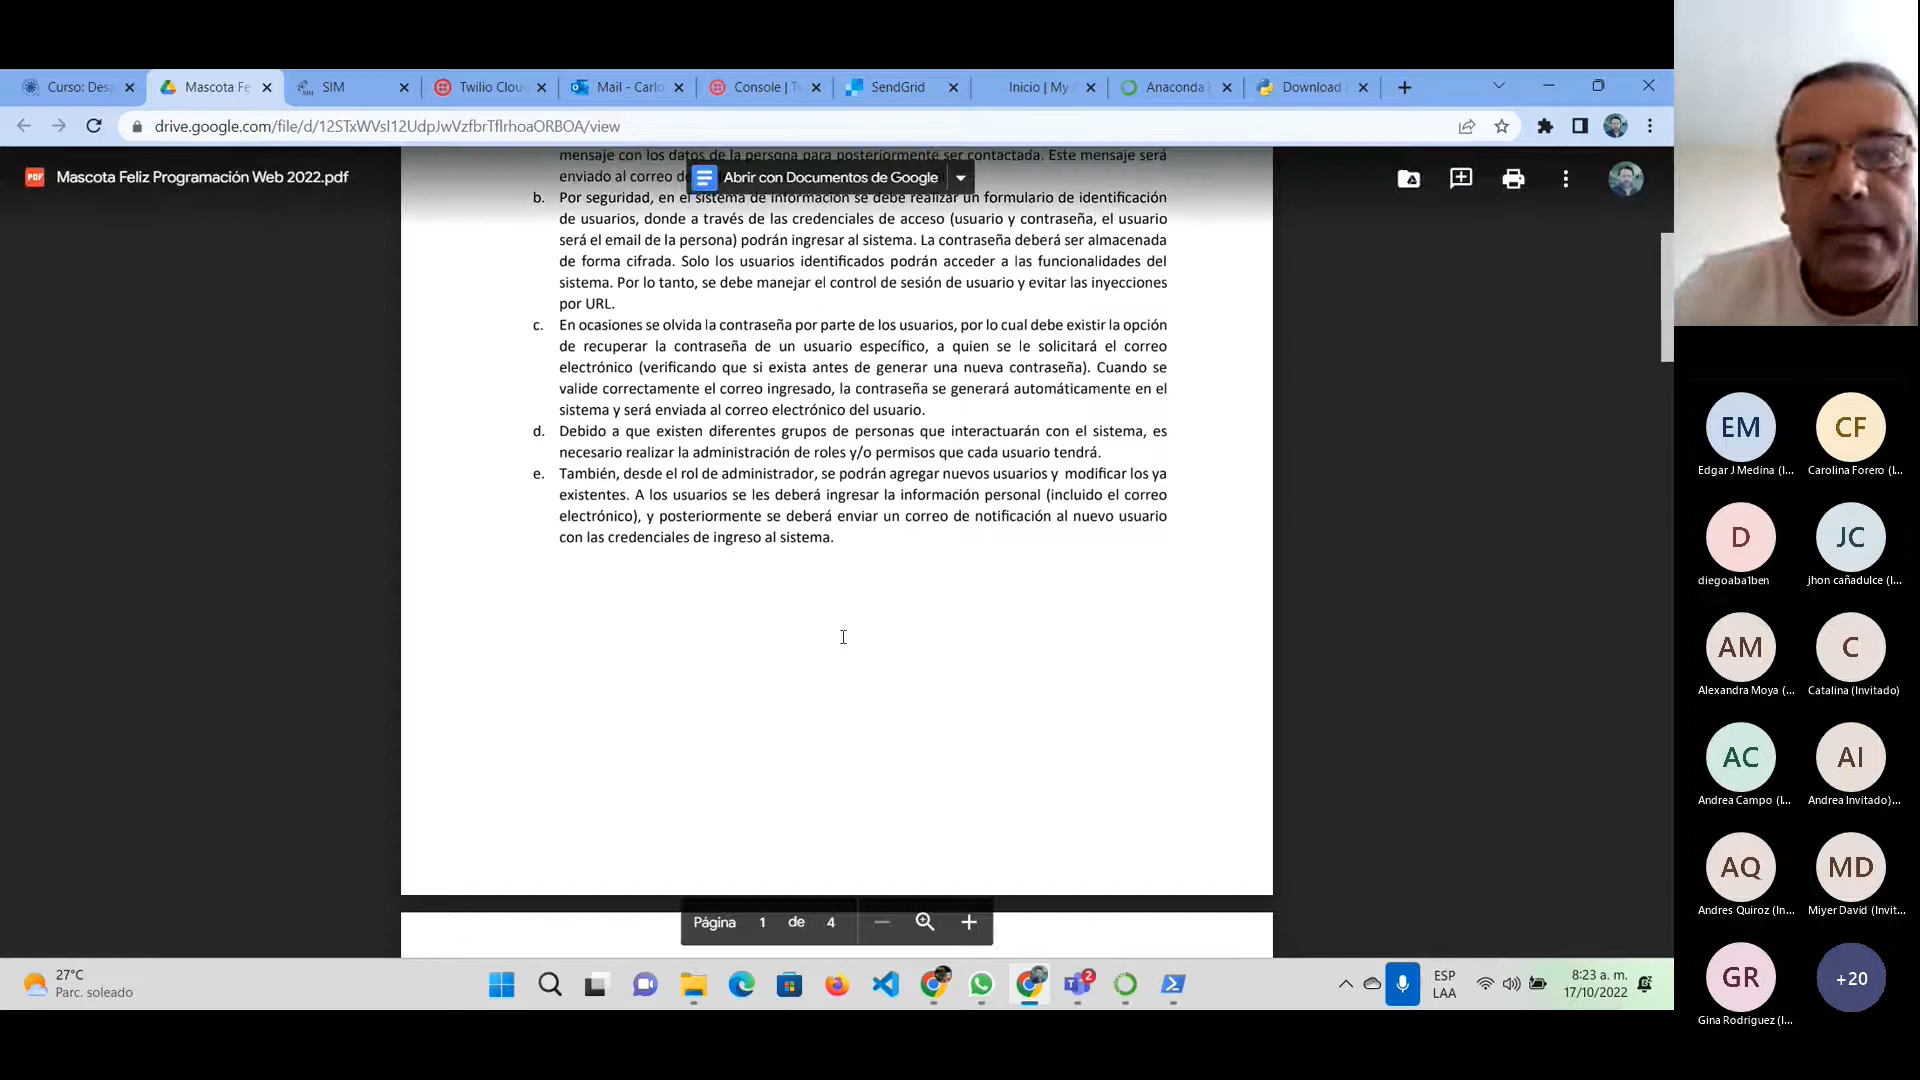 Curso: Desa
Mascota Fe
SIM
Twilio Clou
Mail - Carlo
Console | T
SendGrid
Inicio | My
Anaconda |
Download
drive.google.com/file/d/12STxWVsI12UdpJwVzfbrTflrhoaORBOA/view
PDF
Mascota Feliz Programación Web 2022.pdf
Abrir con Documentos de Google
mensaje con los datos de la persona para posteriormente ser contactada. Este mensaje será
enviado al correo de
b. Por seguridad, en el sistema de información se debe realizar un formulario de identificación
de usuarios, donde a través de las credenciales de acceso (usuario y contraseña, el usuario
será el email de la persona) podrán ingresar al sistema. La contraseña deberá ser almacenada
de forma cifrada. Solo los usuarios identificados podrán acceder a las funcionalidades del
sistema. Por lo tanto, se debe manejar el control de sesión de usuario y evitar las inyecciones
por URL.
c. En ocasiones se olvida la contraseña por parte de los usuarios, por lo cual debe existir la opción
de recuperar la contraseña de un usuario específico, a quien se le solicitará el correo
electrónico (verificando que si exista antes de generar una nueva contraseña). Cuando se
valide correctamente el correo ingresado, la contraseña se generará automáticamente en el
sistema y será enviada al correo electrónico del usuario.
d. Debido a que existen diferentes grupos de personas que interactuarán con el sistema, es
necesario realizar la administración de roles y/o permisos que cada usuario tendrá.
e. También, desde el rol de administrador, se podrán agregar nuevos usuarios y modificar los ya
existentes. A los usuarios se les deberá ingresar la información personal (incluido el correo
electrónico), y posteriormente se deberá enviar un correo de notificación al nuevo usuario
con las credenciales de ingreso al sistema.
Página 1 de 4
27°C
Parc. soleado
2
ESP
LAA
8:23 a. m.
17/10/2022
EM
CF
Edgar J Medina (I...
Carolina Forero (I...
D
JC
diegoaba1ben
jhon cañadulce (I...
AM
C
Alexandra Moya (...
Catalina (Invitado)
AC
AI
Andrea Campo (I...
Andrea Invitado)...
AQ
MD
Andres Quiroz (In...
Miyer David (Invit...
GR
+20
Gina Rodriguez (I...